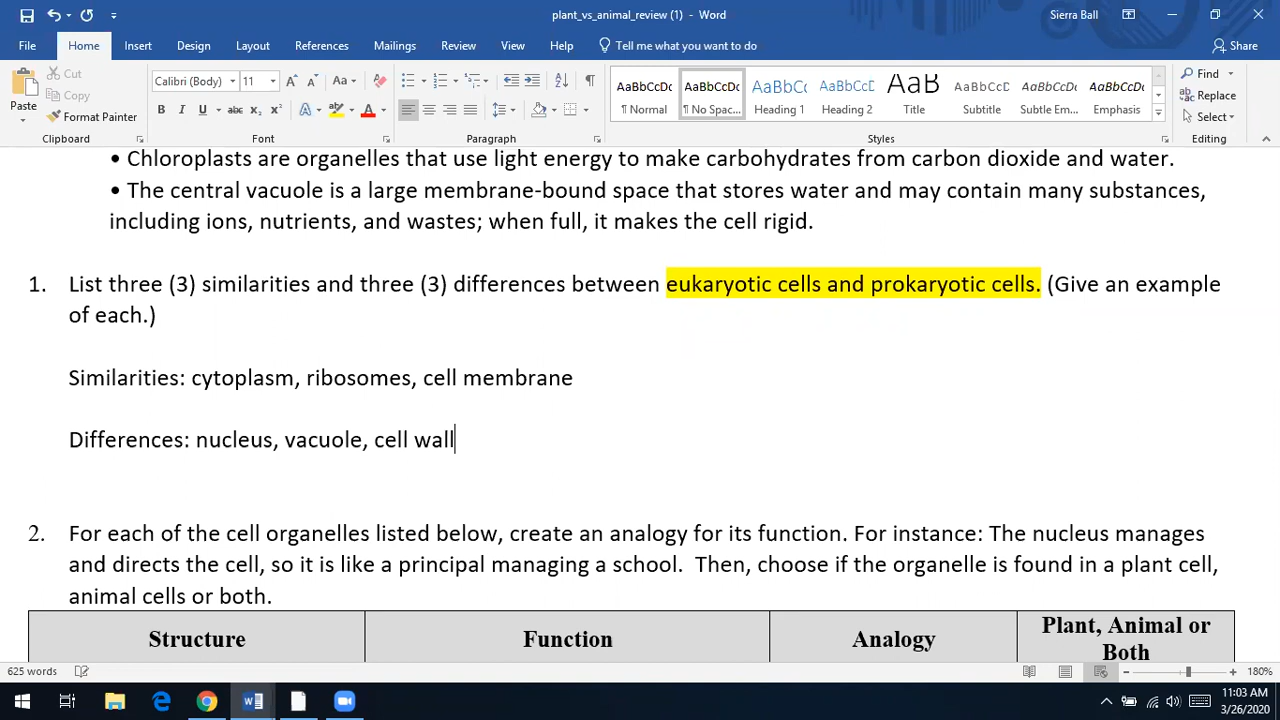 plant_vs_animal_review (1) - Word
Sierra Ball
File Home Insert Design Layout References Mailings Review View Help Tell me what you want to do Share
Paste Cut Copy Format Painter
Calibri (Body) 11
¶ Normal ¶ No Spac... Heading 1 Heading 2 Title Subtitle Subtle Em... Emphasis
AaBbCcDc AaBbCcDc AaBbCc AaBbCcD AaB AaBbCcD AaBbCcDc AaBbCcDc
Find Replace Select
Clipboard Font Paragraph Styles Editing
• Chloroplasts are organelles that use light energy to make carbohydrates from carbon dioxide and water.
• The central vacuole is a large membrane-bound space that stores water and may contain many substances,
including ions, nutrients, and wastes; when full, it makes the cell rigid.
1. List three (3) similarities and three (3) differences between eukaryotic cells and prokaryotic cells. (Give an example
of each.)
Similarities: cytoplasm, ribosomes, cell membrane
Differences: nucleus, vacuole, cell wall
2. For each of the cell organelles listed below, create an analogy for its function. For instance: The nucleus manages
and directs the cell, so it is like a principal managing a school. Then, choose if the organelle is found in a plant cell,
animal cells or both.
Structure Function Analogy Plant, Animal or
Both
625 words 180%
11:03 AM
3/26/2020